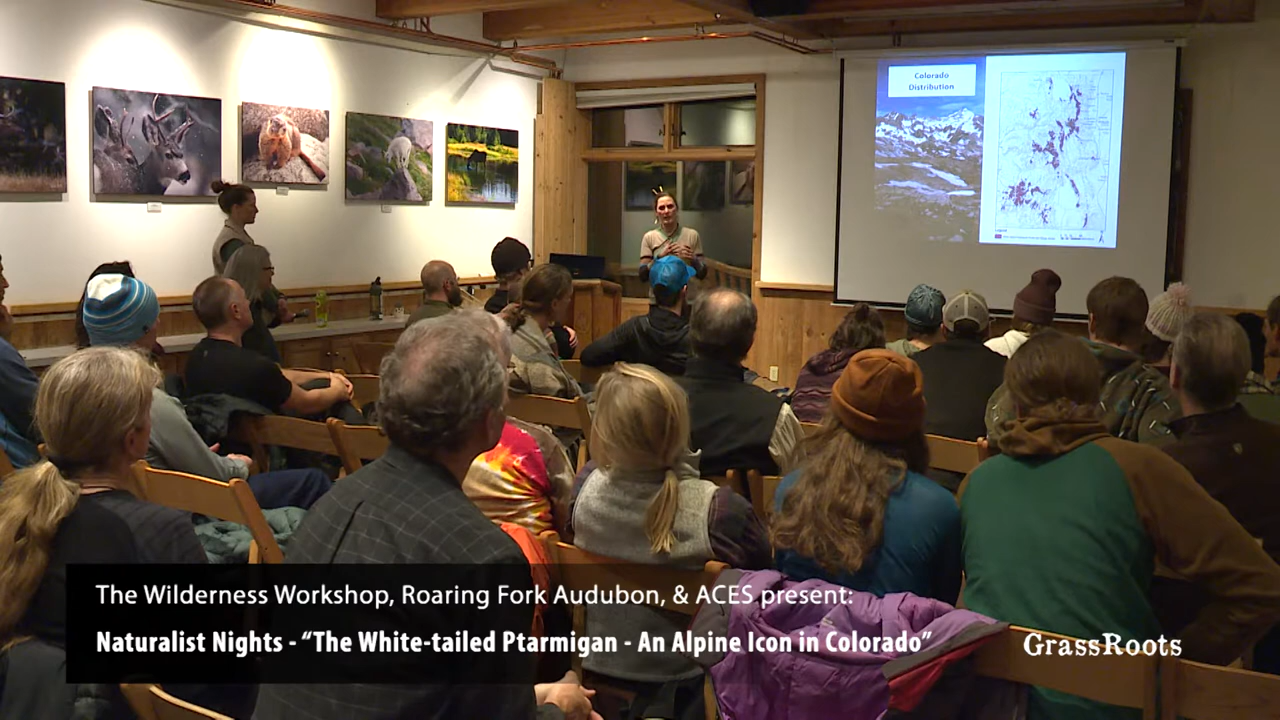 Colorado
Distribution
The Wilderness Workshop, Roaring Fork Audubon, & ACES present:
Naturalist Nights - “The White-tailed Ptarmigan - An Alpine Icon in Colorado”
GrassRoots